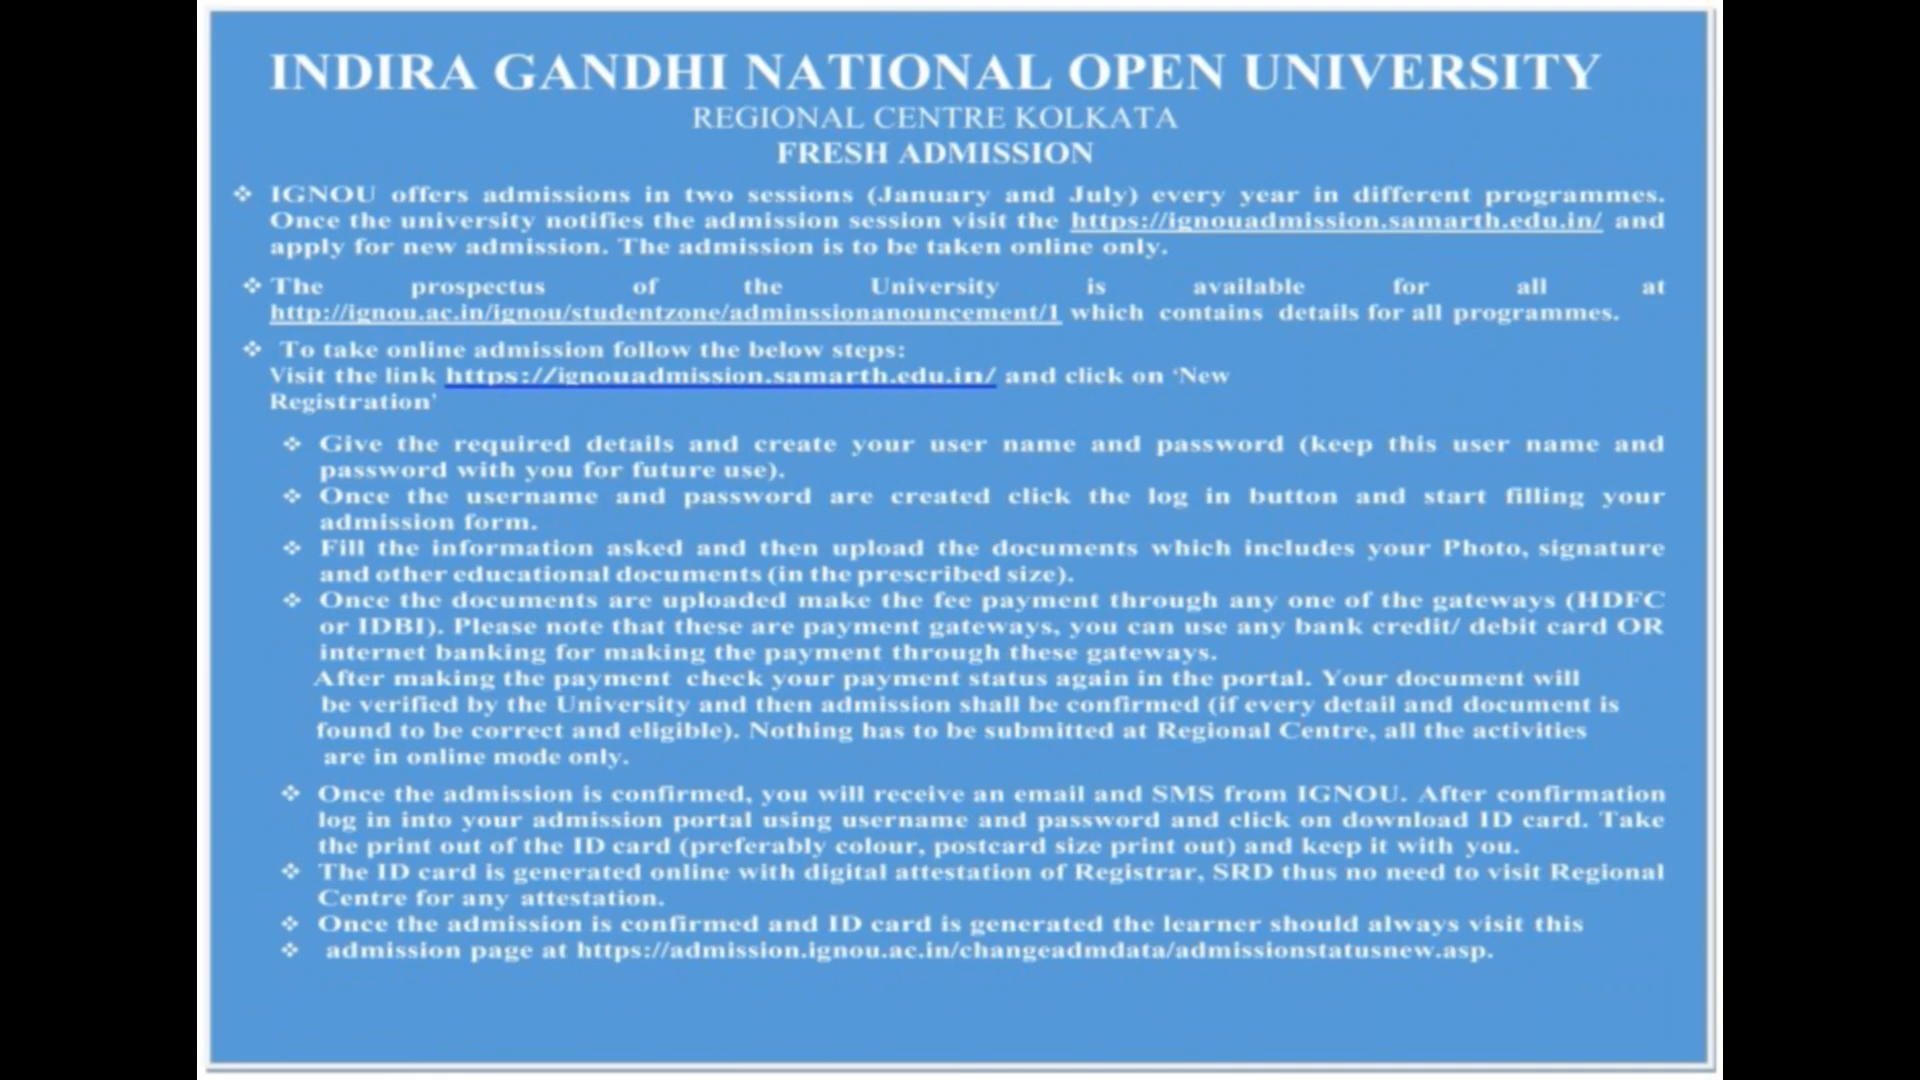 INDIRA GANDHI NATIONAL OPEN UNIVERSITY
REGIONAL CENTRE KOLKATA
FRESH ADMISSION
❖ IGNOU offers admissions in two sessions (January and July) every year in different programmes.
Once the university notifies the admission session visit the https://ignouadmission.samarth.edu.in/ and
apply for new admission. The admission is to be taken online only.
❖ The prospectus of the University is available for all at
http://ignou.ac.in/ignou/studentzone/adminssionanouncement/1 which contains details for all programmes.
❖ To take online admission follow the below steps:
Visit the link https://ignouadmission.samarth.edu.in/ and click on ‘New
Registration’
❖ Give the required details and create your user name and password (keep this user name and
password with you for future use).
❖ Once the username and password are created click the log in button and start filling your
admission form.
❖ Fill the information asked and then upload the documents which includes your Photo, signature
and other educational documents (in the prescribed size).
❖ Once the documents are uploaded make the fee payment through any one of the gateways (HDFC
or IDBI). Please note that these are payment gateways, you can use any bank credit/ debit card OR
internet banking for making the payment through these gateways.
After making the payment check your payment status again in the portal. Your document will
be verified by the University and then admission shall be confirmed (if every detail and document is
found to be correct and eligible). Nothing has to be submitted at Regional Centre, all the activities
are in online mode only.
❖ Once the admission is confirmed, you will receive an email and SMS from IGNOU. After confirmation
log in into your admission portal using username and password and click on download ID card. Take
the print out of the ID card (preferably colour, postcard size print out) and keep it with you.
❖ The ID card is generated online with digital attestation of Registrar, SRD thus no need to visit Regional
Centre for any attestation.
❖ Once the admission is confirmed and ID card is generated the learner should always visit this
❖ admission page at https://admission.ignou.ac.in/changeadmdata/admissionstatusnew.asp.